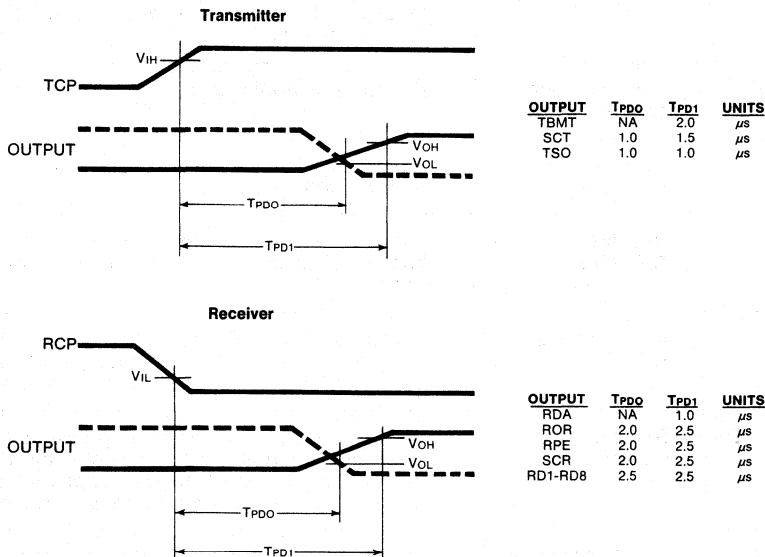 Transmitter
VIH
TCP
OUTPUT
VOH
VOL
TPDO
TPD1
OUTPUT TPDO TPD1 UNITS
TBMT NA 2.0 µs
SCT 1.0 1.5 µs
TSO 1.0 1.0 µs
Receiver
RCP
VIL
OUTPUT
VOH
VOL
TPDO
TPD1
OUTPUT TPDO TPD1 UNITS
RDA NA 1.0 µs
ROR 2.0 2.5 µs
RPE 2.0 2.5 µs
SCR 2.0 2.5 µs
RD1-RD8 2.5 2.5 µs